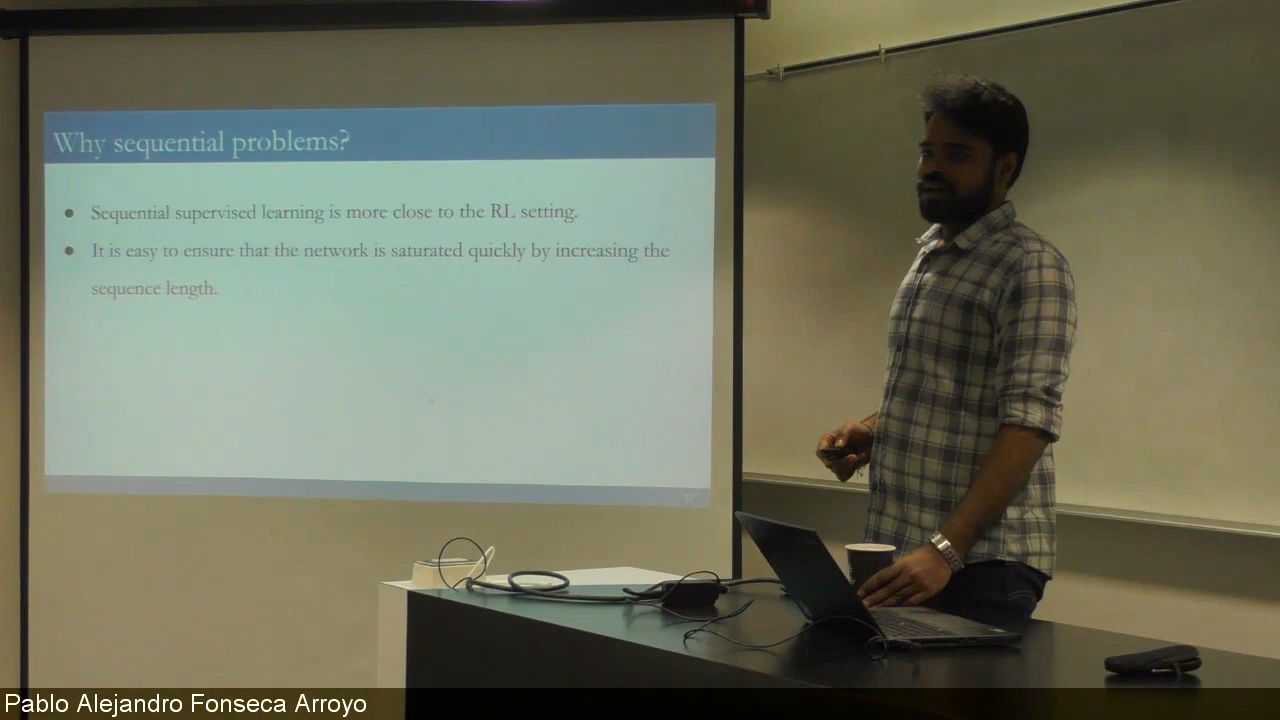 Why sequential problems?
● Sequential supervised learning is more close to the RL setting.
● It is easy to ensure that the network is saturated quickly by increasing the
sequence length.
Pablo Alejandro Fonseca Arroyo